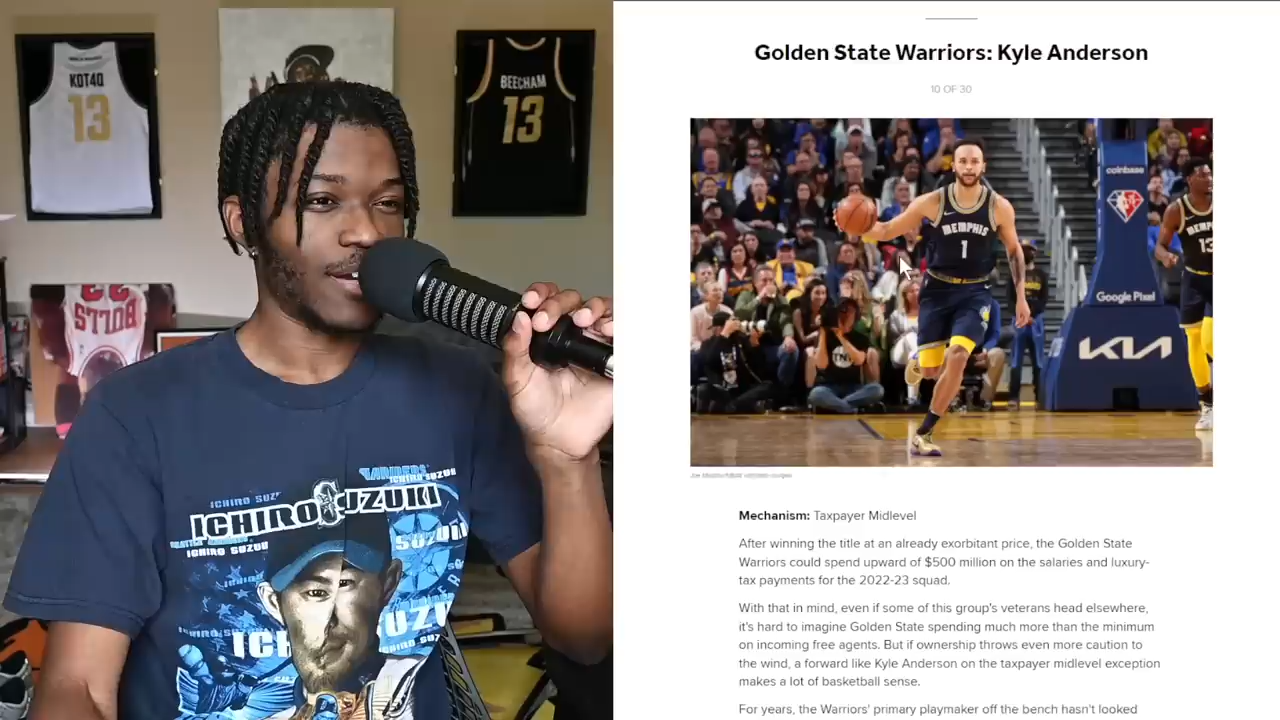 KOT4Q
13
BEECHAM
13
BULLS
ICHIRO SUZUKI
ICHIRO SUZUKI
ICHIRO SUZUKI
Golden State Warriors: Kyle Anderson
10 OF 30
coinbase
MEMPHIS
1
13
Google Pixel
KIA
Mechanism: Taxpayer Midlevel
After winning the title at an already exorbitant price, the Golden State
Warriors could spend upward of $500 million on the salaries and luxury-
tax payments for the 2022-23 squad.
With that in mind, even if some of this group's veterans head elsewhere,
it's hard to imagine Golden State spending much more than the minimum
on incoming free agents. But if ownership throws even more caution to
the wind, a forward like Kyle Anderson on the taxpayer midlevel exception
makes a lot of basketball sense.
For years, the Warriors' primary playmaker off the bench hasn't looked